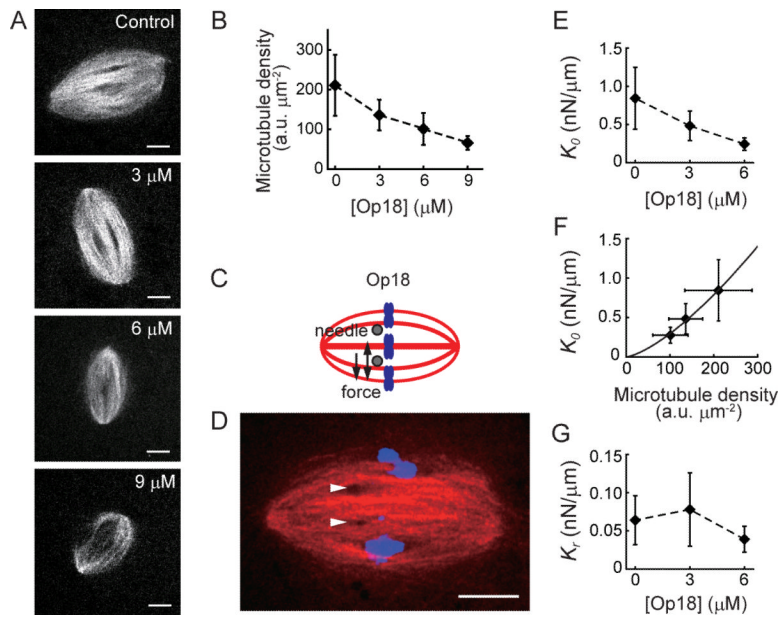 A
Control
3 μM
6 μM
9 μM
B
Microtubule density
(a.u. μm-2)
300
200
100
0
0 3 6 9
[Op18] (μM)
C
Op18
needle
force
D
E
K0 (nN/μm)
1.5
1.0
0.5
0
0 3 6
[Op18] (μM)
F
K0 (nN/μm)
1.5
1.0
0.5
0
0 100 200 300
Microtubule density
(a.u. μm-2)
G
Kr (nN/μm)
0.15
0.10
0.05
0
0 3 6
[Op18] (μM)